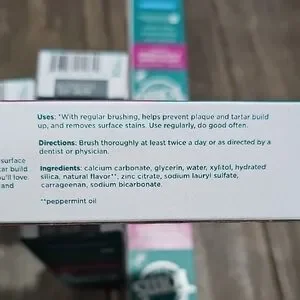 Uses: *With regular brushing, helps prevent plaque and tartar build
up, and removes surface stains. Use regularly, do good often.
Directions: Brush thoroughly at least twice a day or as directed by a
dentist or physician.
surface
tar build
u'll love
and
Ingredients: calcium carbonate, glycerin, water, xylitol, hydrated
silica, natural flavor**, zinc citrate, sodium lauryl sulfate,
carrageenan, sodium bicarbonate.
**peppermint oil